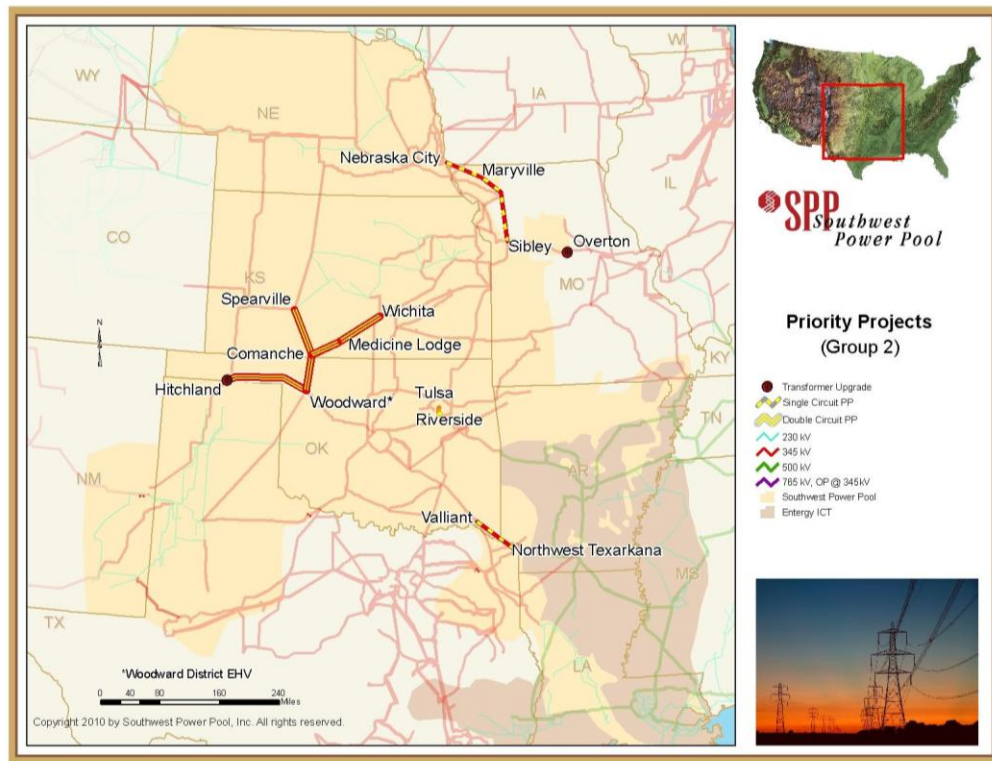 SD
WY
WI
IA
NE
Nebraska City
Maryville
IL
CO
Sibley
Overton
MO
KS
Spearville
Wichita
Medicine Lodge
Comanche
KY
Hitchland
Woodward*
Tulsa
Riverside
TN
OK
NM
AR
Valliant
Northwest Texarkana
MS
TX
LA
*Woodward District EHV
0 40 80 160 240
Miles
Copyright 2010 by Southwest Power Pool, Inc. All rights reserved.
N
SPP
Southwest
Power Pool
Priority Projects
(Group 2)
Transformer Upgrade
Single Circuit PP
Double Circuit PP
230 kV
345 kV
500 kV
765 kV, OP @ 345kV
Southwest Power Pool
Entergy ICT